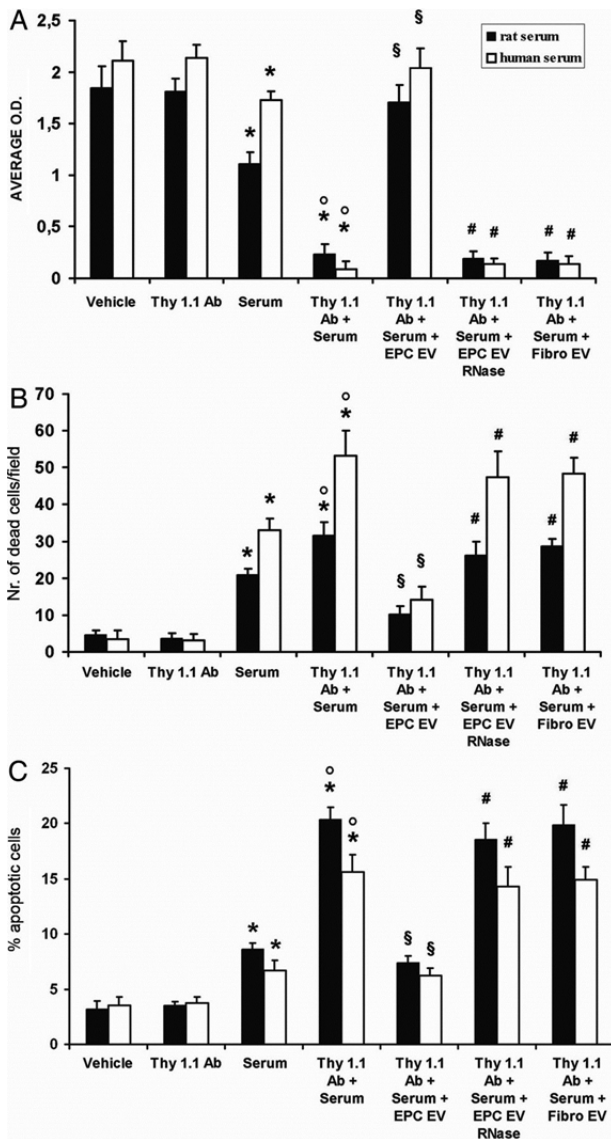 A
AVERAGE O.D.
2,5
2
1,5
1
0,5
0
rat serum
human serum
* * ° * ° * § § # # # #
Vehicle
Thy 1.1 Ab
Serum
Thy 1.1
Ab +
Serum
Thy 1.1
Ab +
Serum +
EPC EV
Thy 1.1
Ab +
Serum +
EPC EV
RNase
Thy 1.1
Ab +
Serum +
Fibro EV
B
Nr. of dead cells/field
70
60
50
40
30
20
10
0
* * ° * ° * § § # # # #
Vehicle
Thy 1.1 Ab
Serum
Thy 1.1
Ab +
Serum
Thy 1.1
Ab +
Serum +
EPC EV
Thy 1.1
Ab +
Serum +
EPC EV
RNase
Thy 1.1
Ab +
Serum +
Fibro EV
C
% apoptotic cells
25
20
15
10
5
0
* * ° * ° * § § # # # #
Vehicle
Thy 1.1 Ab
Serum
Thy 1.1
Ab +
Serum
Thy 1.1
Ab +
Serum +
EPC EV
Thy 1.1
Ab +
Serum +
EPC EV
RNase
Thy 1.1
Ab +
Serum +
Fibro EV